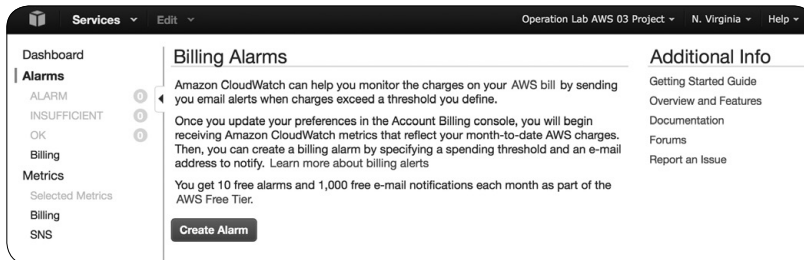 Services Edit Operation Lab AWS 03 Project N. Virginia Help
Dashboard
Alarms
ALARM 0
INSUFFICIENT 0
OK 0
Billing
Metrics
Selected Metrics
Billing
SNS
Billing Alarms
Amazon CloudWatch can help you monitor the charges on your AWS bill by sending
you email alerts when charges exceed a threshold you define.
Once you update your preferences in the Account Billing console, you will begin
receiving Amazon CloudWatch metrics that reflect your month-to-date AWS charges.
Then, you can create a billing alarm by specifying a spending threshold and an e-mail
address to notify. Learn more about billing alerts
You get 10 free alarms and 1,000 free e-mail notifications each month as part of the
AWS Free Tier.
Create Alarm
Additional Info
Getting Started Guide
Overview and Features
Documentation
Forums
Report an Issue